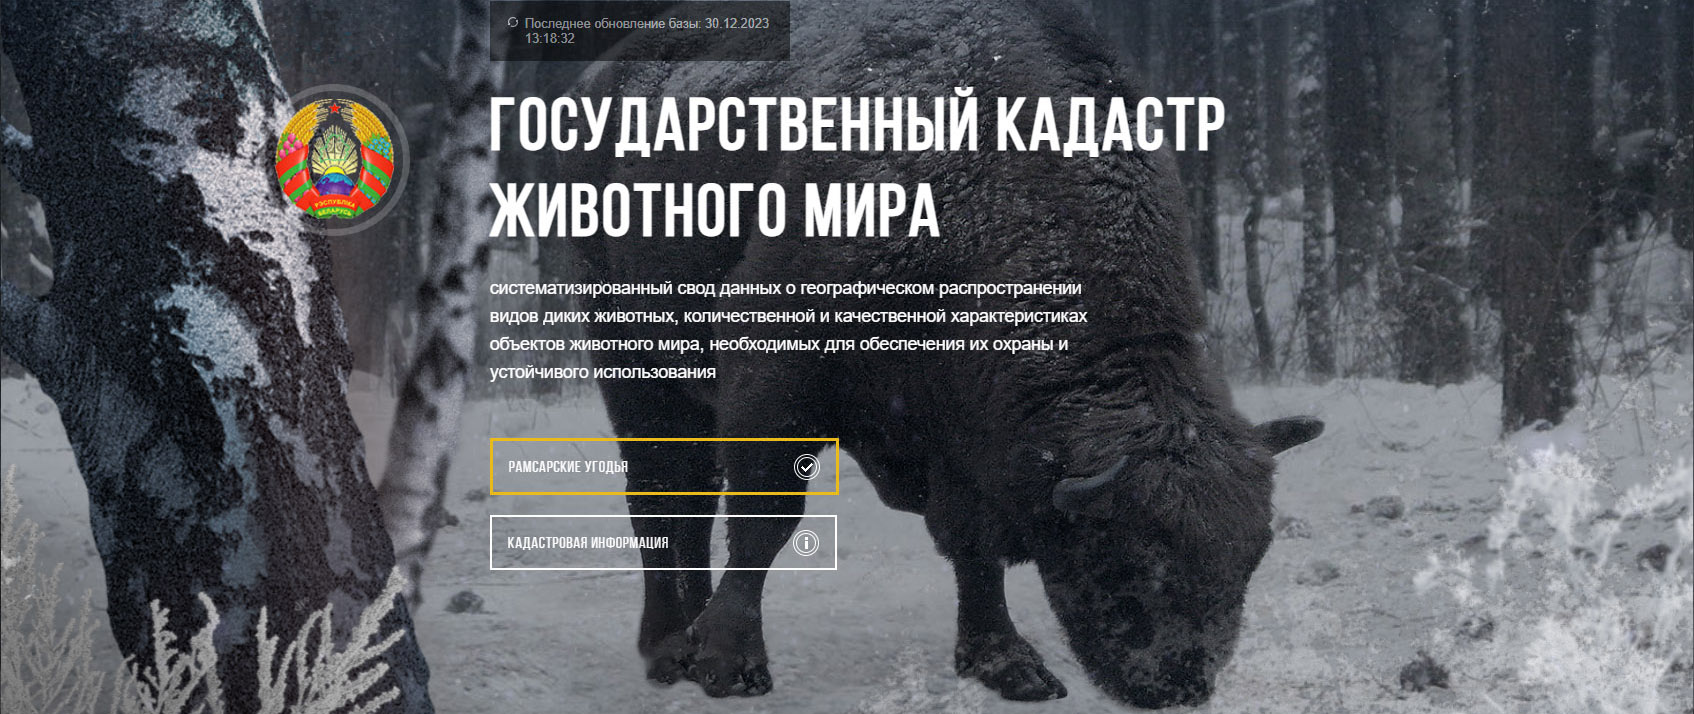 Последнее обновление базы: 30.12.2023
13:18:32
ГОСУДАРСТВЕННЫЙ КАДАСТР
ЖИВОТНОГО МИРА
РЭСПУБЛІКА
БЕЛАРУСЬ
систематизированный свод данных о географическом распространении
видов диких животных, количественной и качественной характеристиках
объектов животного мира, необходимых для обеспечения их охраны и
устойчивого использования
РАМСАРСКИЕ УГОДЬЯ
КАДАСТРОВАЯ ИНФОРМАЦИЯ